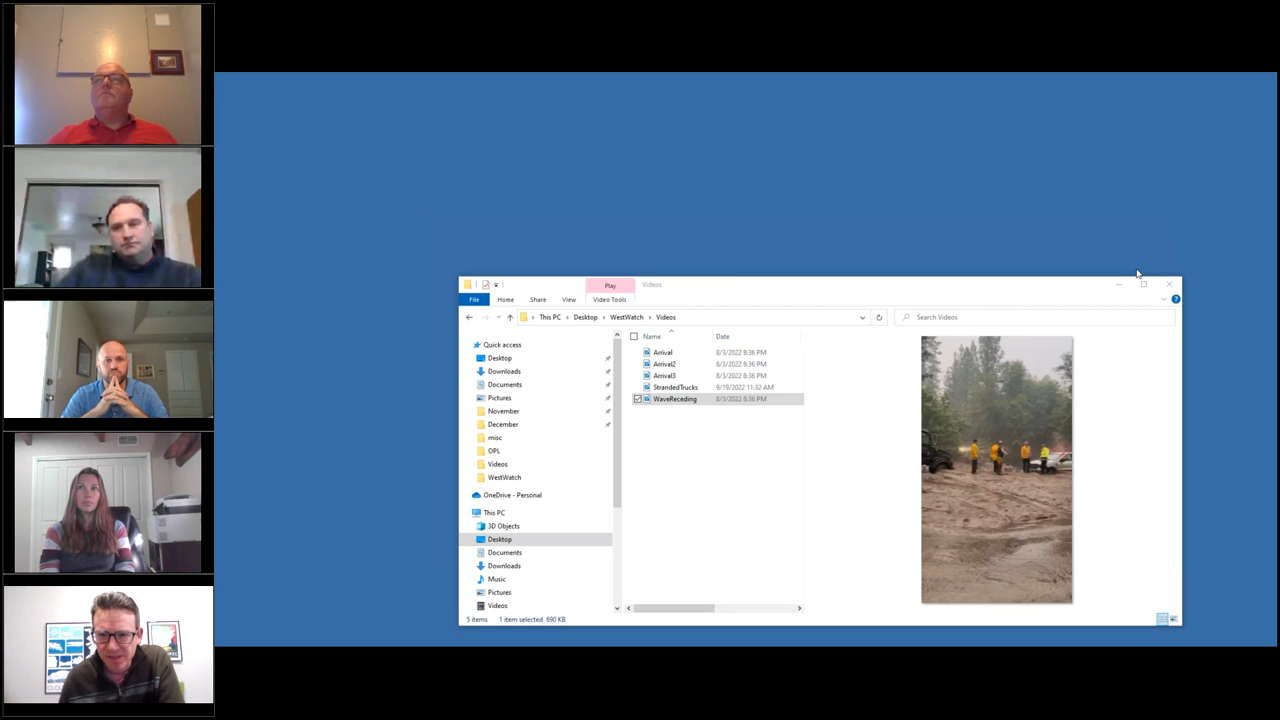 Play Videos
File Home Share View Video Tools
This PC Desktop WestWatch Videos Search Videos
Name Date
Quick access
Desktop
Downloads
Documents
Pictures
November
December
misc
OPL
Videos
WestWatch
OneDrive - Personal
This PC
3D Objects
Desktop
Documents
Downloads
Music
Pictures
Videos
Arrival 8/3/2022 8:36 PM
Arrival2 8/3/2022 8:36 PM
Arrival3 8/3/2022 8:36 PM
StrandedTrucks 9/19/2022 11:32 AM
WaveReceding 8/3/2022 8:36 PM
5 items 1 item selected 690 KB